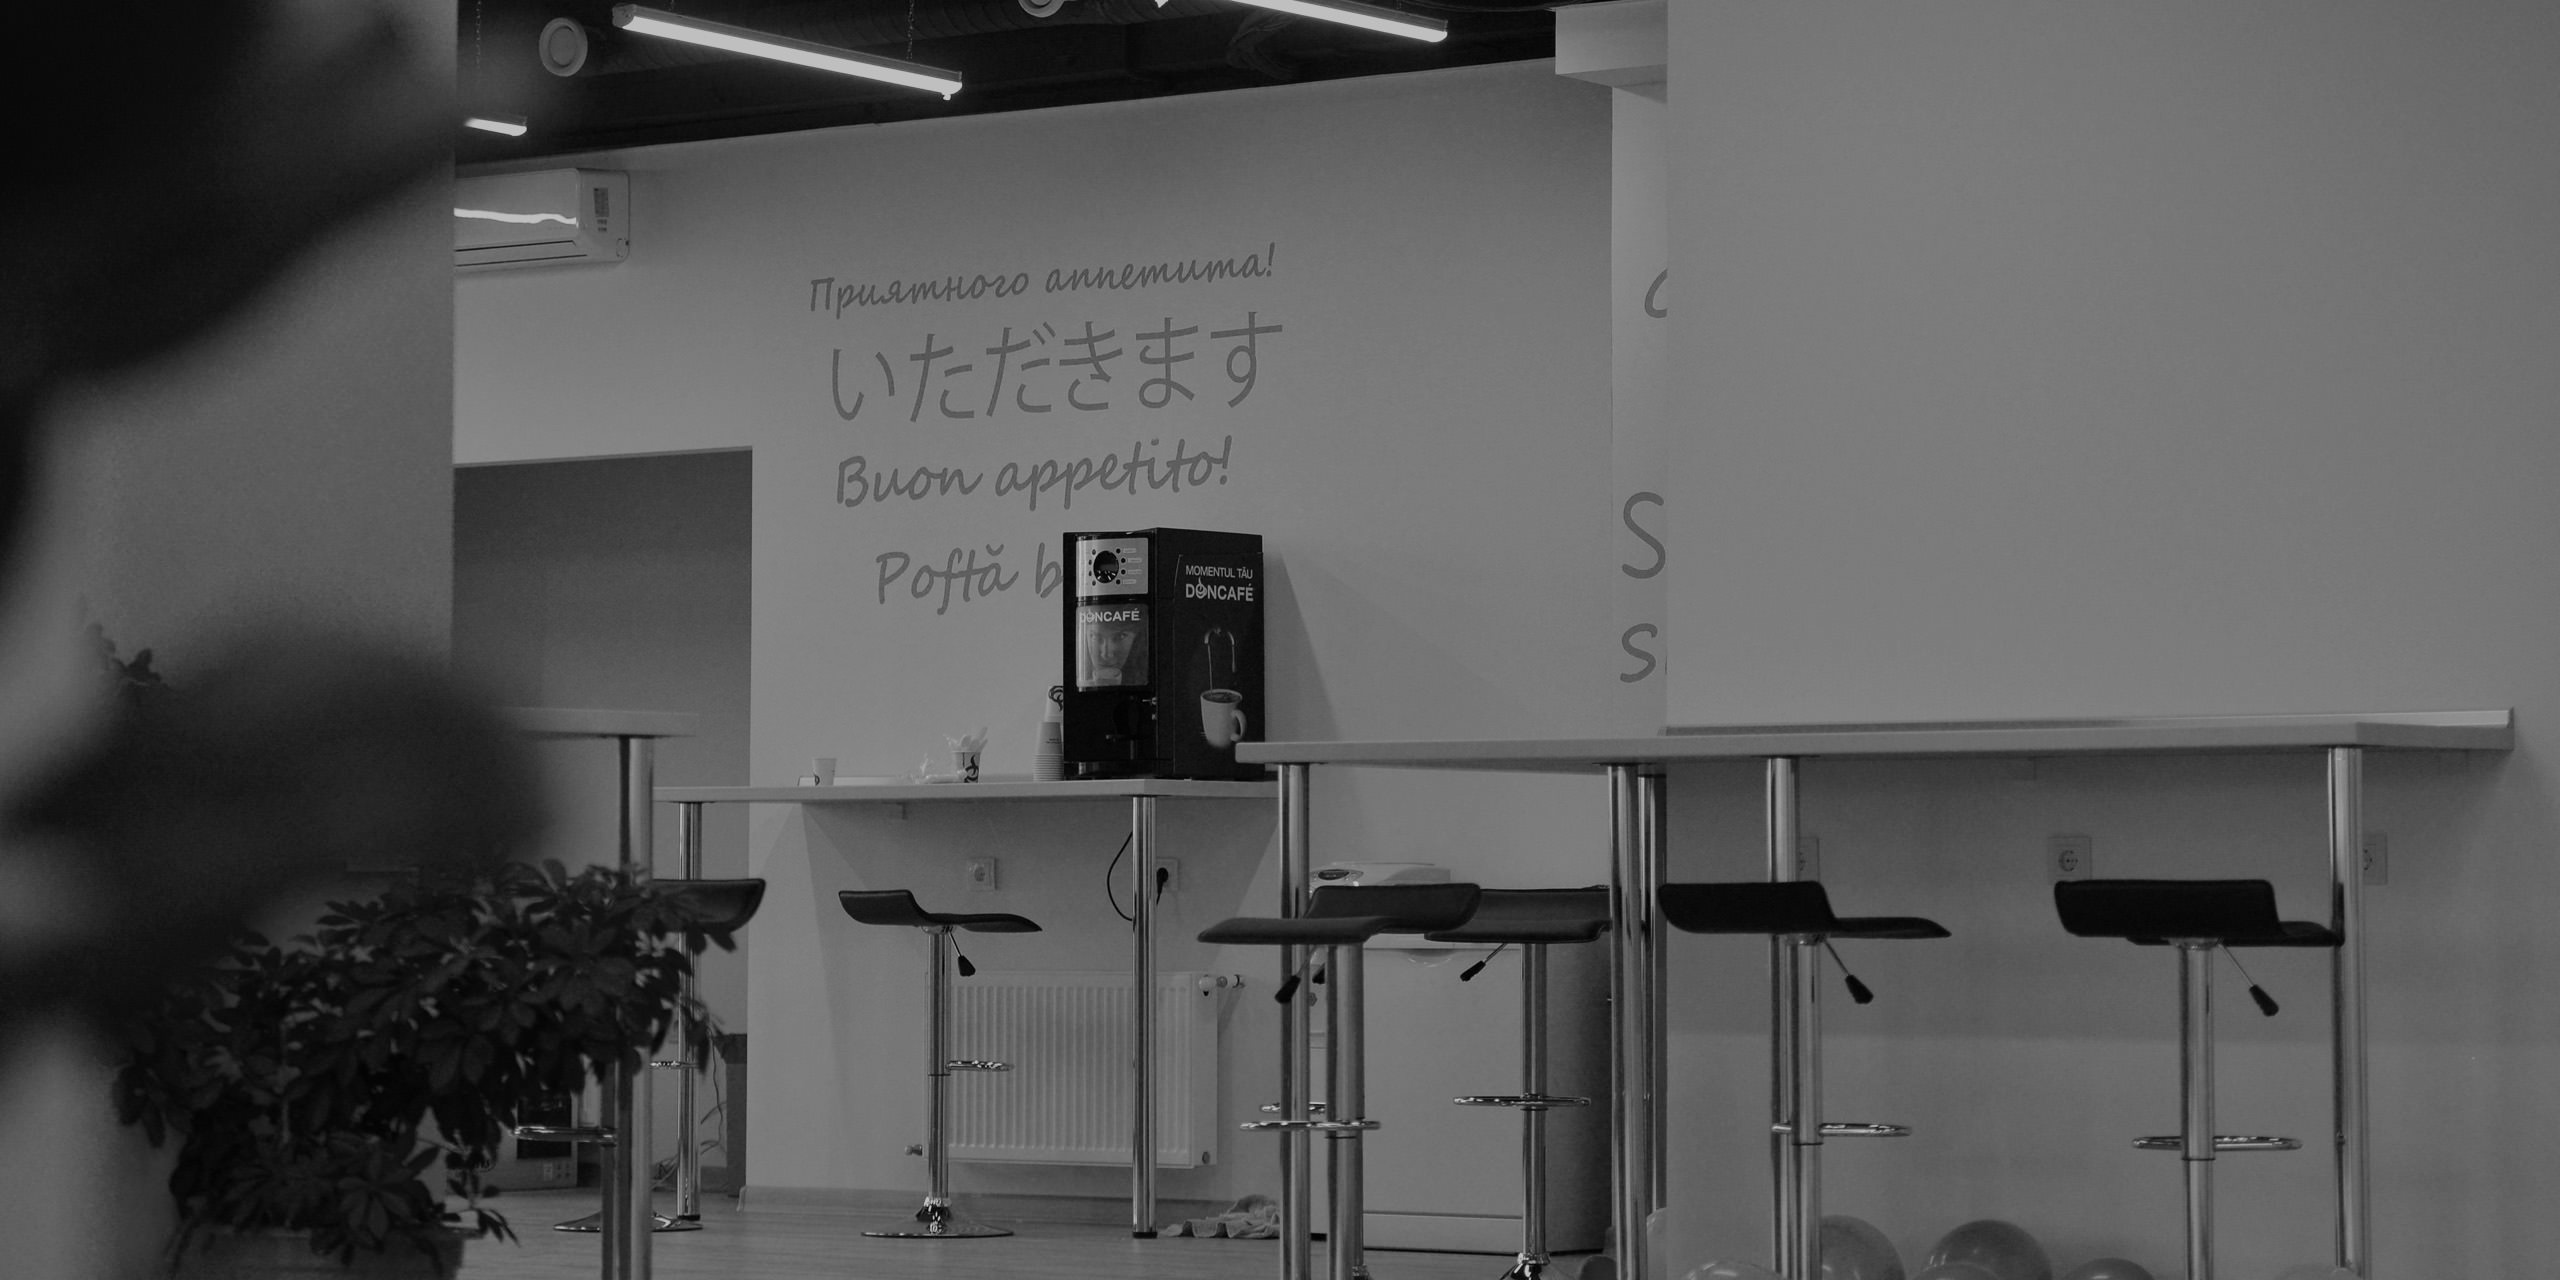 Приятного аппетита!
いただきます
Buon appetito!
Poftă b
MOMENTUL TĂU
DONCAFÉ
DONCAFÉ
S
s